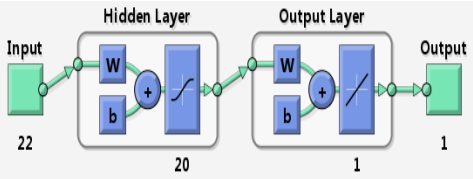 Hidden Layer Output Layer
Input Output
W W
+ +
b b
22 1
20 1